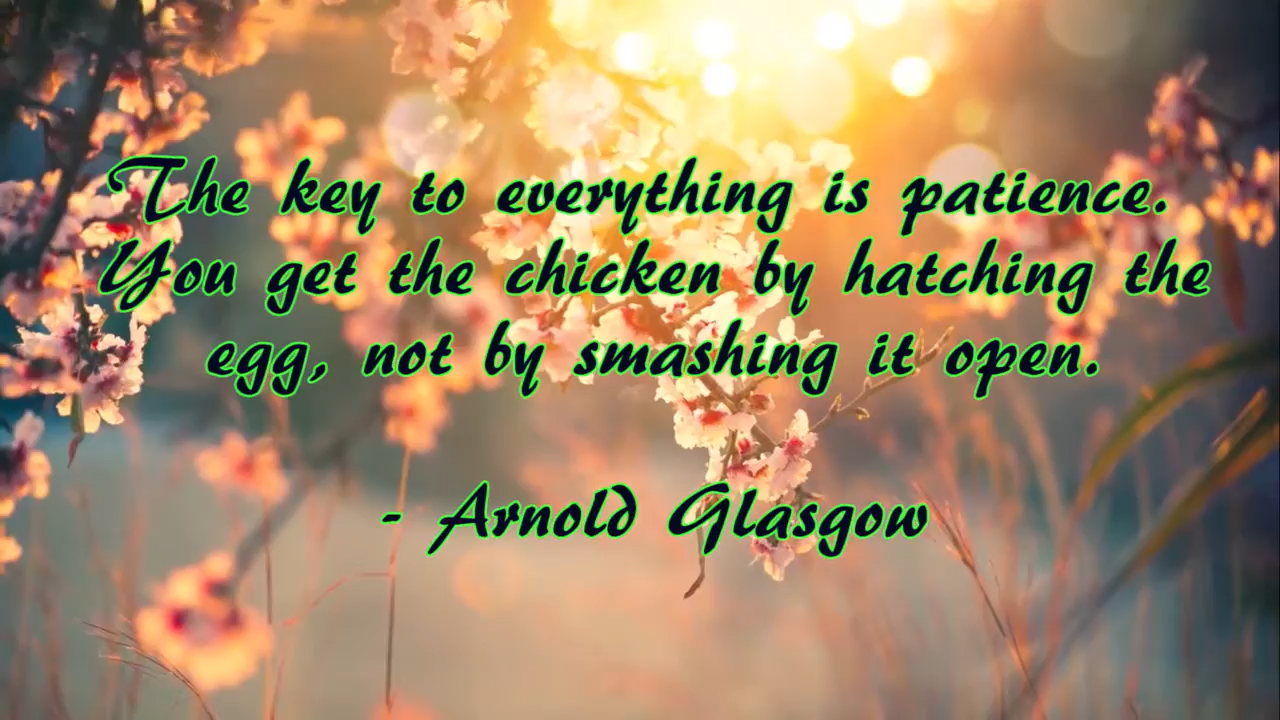 The key to everything is patience.
You get the chicken by hatching the
egg, not by smashing it open.
- Arnold Glasgow